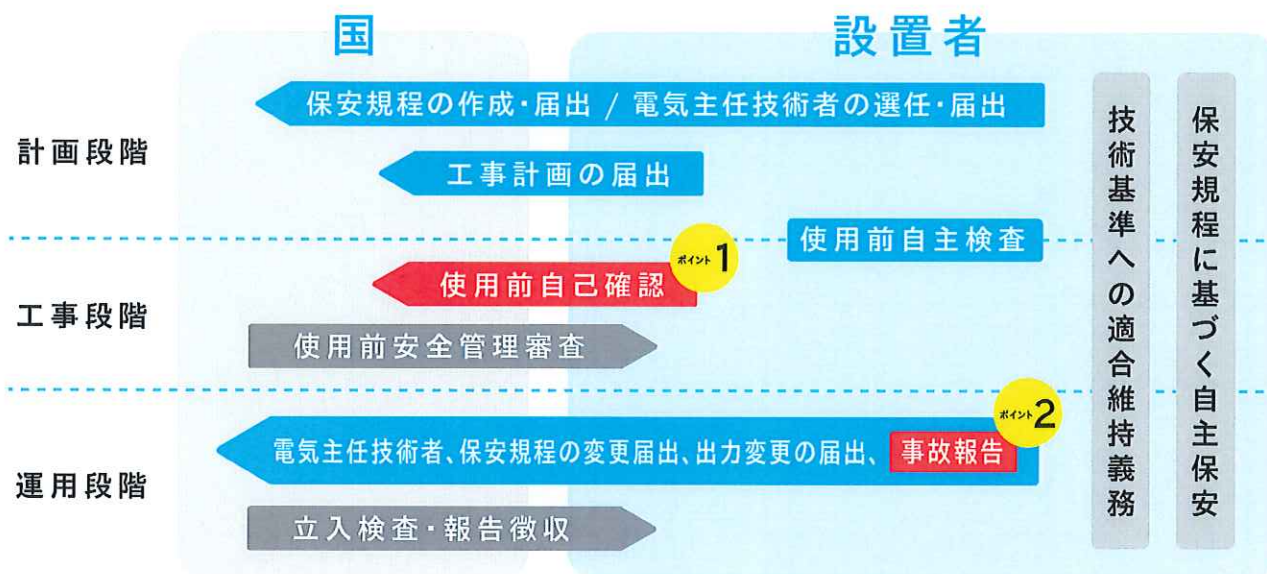 国
設置者
計画段階
保安規程の作成・届出 / 電気主任技術者の選任・届出
工事計画の届出
使用前自主検査
工事段階
ポイント1
使用前自己確認
使用前安全管理審査
運用段階
ポイント2
電気主任技術者、保安規程の変更届出、出力変更の届出、事故報告
立入検査・報告徴収
技術基準への適合維持義務
保安規程に基づく自主保安